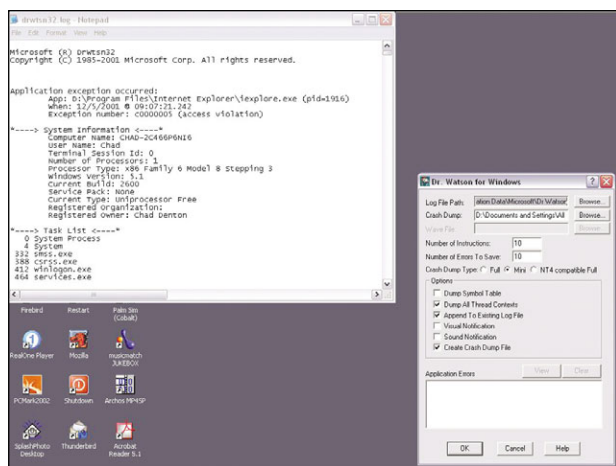 drwtsn32.log - Notepad
File Edit Format View Help
Microsoft (R) DrWtsn32
Copyright (C) 1985-2001 Microsoft Corp. All rights reserved.
Application exception occurred:
App: D:\Program Files\Internet Explorer\iexplore.exe (pid=1916)
When: 12/5/2001 @ 09:07:21.242
Exception number: c0000005 (access violation)
*----> System Information <----*
Computer Name: CHAD-2C466P6NI6
User Name: Chad
Terminal Session Id: 0
Number of Processors: 1
Processor Type: x86 Family 6 Model 8 Stepping 3
Windows Version: 5.1
Current Build: 2600
Service Pack: None
Current Type: Uniprocessor Free
Registered Organization:
Registered Owner: Chad Denton
*----> Task List <----*
0 System Process
4 System
332 smss.exe
388 csrss.exe
412 winlogon.exe
464 services.exe
Firebird Restart Palm Sim
(Cobalt)
RealOne Player Mozilla musicmatch
JUKEBOX
PCMark2002 Shutdown Archos MP4SP
SplashPhoto Thunderbird Acrobat
Desktop Reader 5.1
Dr. Watson for Windows
Log File Path: ation Data\Microsoft\Dr Watson Browse...
Crash Dump: D:\Documents and Settings\All Browse...
Wave File: Browse...
Number of Instructions: 10
Number of Errors To Save: 10
Crash Dump Type: Full Mini NT4 compatible Full
Options
Dump Symbol Table
Dump All Thread Contexts
Append To Existing Log File
Visual Notification
Sound Notification
Create Crash Dump File
Application Errors View Clear
OK Cancel Help